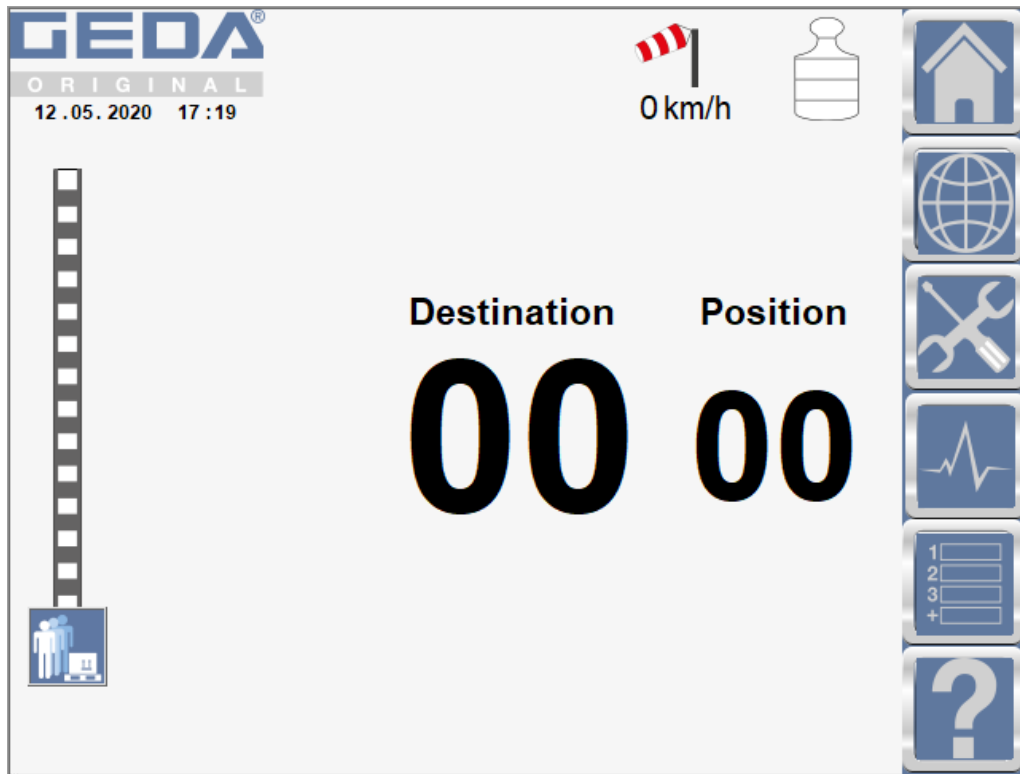 GEDA®
ORIGINAL
12.05.2020 17:19
0 km/h
Destination Position
00 00
1
2
3
+
?